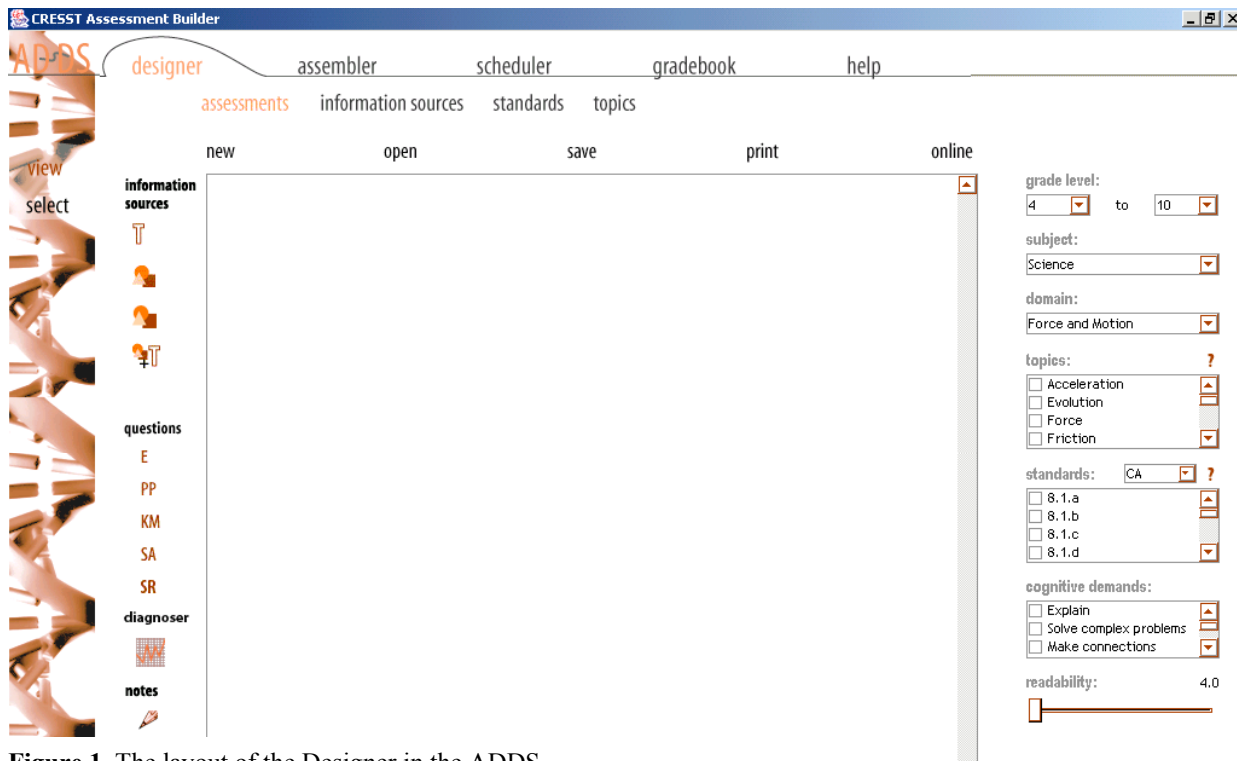 CRESST Assessment Builder
ADDS
designer assembler scheduler gradebook help
assessments information sources standards topics
new open save print online
view
select
information
sources
T
T
questions
E
PP
KM
SA
SR
diagnoser
notes
grade level:
4 to 10
subject:
Science
domain:
Force and Motion
topics: ?
Acceleration
Evolution
Force
Friction
standards: CA ?
8.1.a
8.1.b
8.1.c
8.1.d
cognitive demands:
Explain
Solve complex problems
Make connections
readability: 4.0
Figure 1. The layout of the Designer in the ADDS